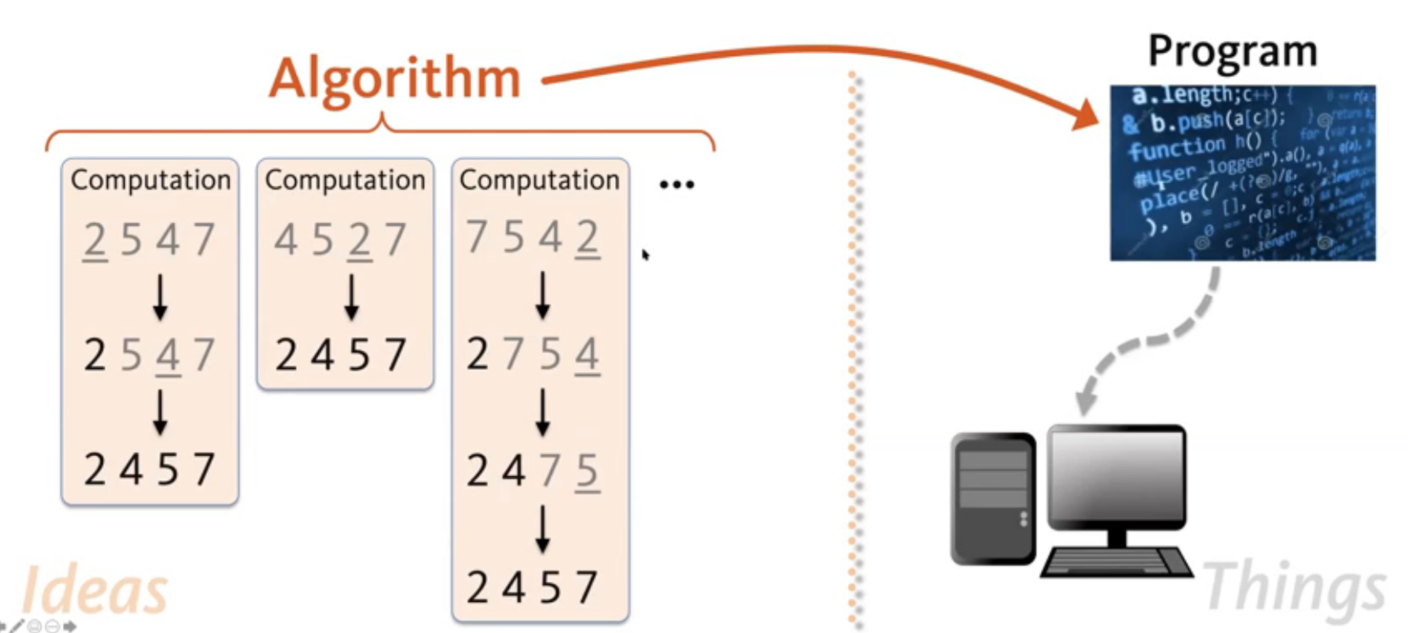 Algorithm
Program
Computation
2 5 4 7
2 5 4 7
2 4 5 7
Computation
4 5 2 7
2 4 5 7
Computation
7 5 4 2
2 7 5 4
2 4 7 5
2 4 5 7
...
a.length;c++) {
& b.push(a[c]);
function h() {
#User_logged").a(),
place(/ +(?= )/g,
), b = [], c
r(a[c], b)
b.length
Ideas
Things